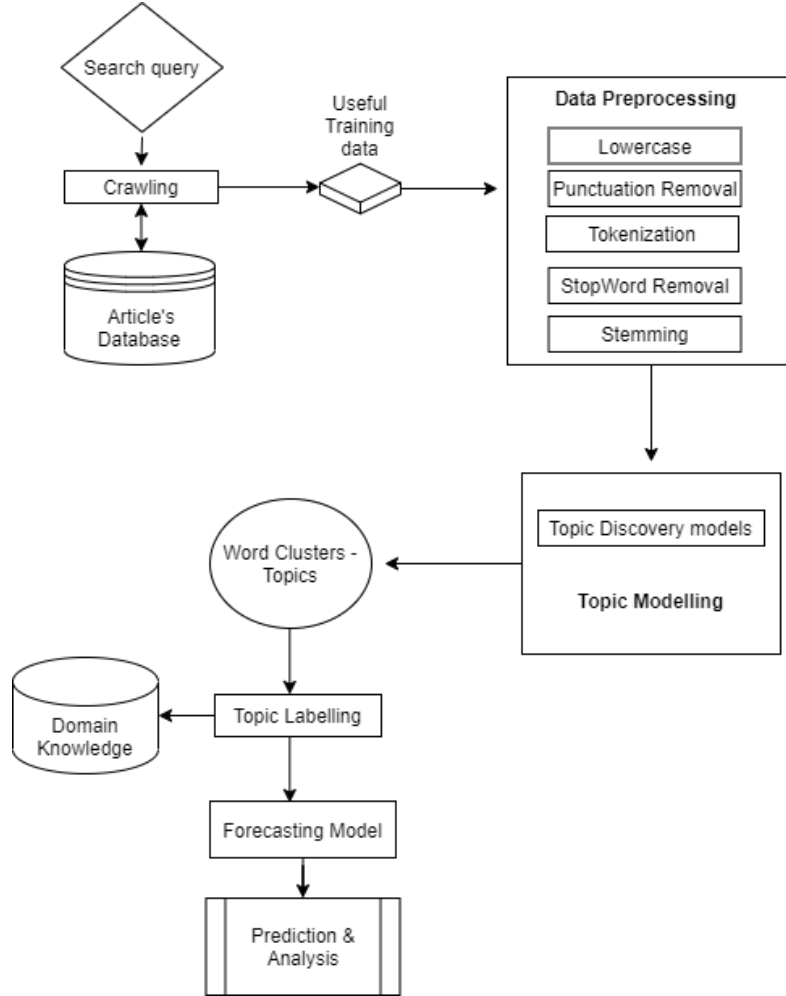 Search query
Useful
Training
data
Crawling
Article's
Database
Data Preprocessing
Lowercase
Punctuation Removal
Tokenization
StopWord Removal
Stemming
Topic Discovery models
Topic Modelling
Word Clusters -
Topics
Topic Labelling
Domain
Knowledge
Forecasting Model
Prediction &
Analysis